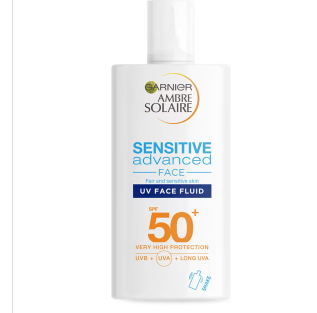 GARNIER
AMBRE
SOLAIRE
SENSITIVE
advanced
FACE
Fair and sensitive skin
UV FACE FLUID
SPF
50+
VERY HIGH PROTECTION
UVB + UVA + LONG UVA
SHAKE